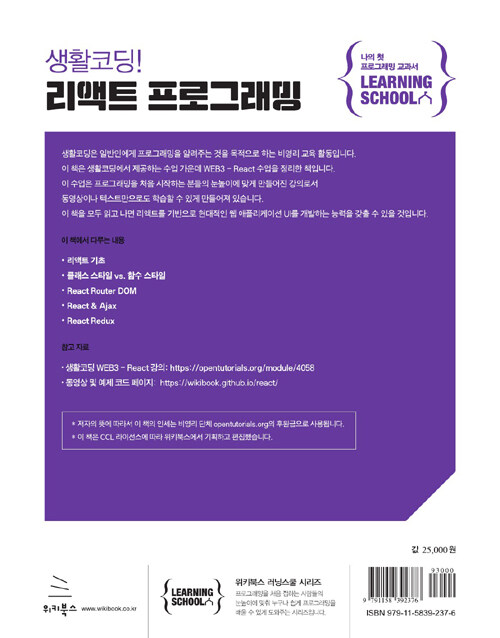 생활코딩!
리액트 프로그래밍
나의 첫
프로그래밍 교과서
LEARNING
SCHOOL
생활코딩은 일반인에게 프로그래밍을 알려주는 것을 목적으로 하는 비영리 교육 활동입니다.
이 책은 생활코딩에서 제공하는 수업 가운데 WEB3 - React 수업을 정리한 책입니다.
이 수업은 프로그래밍을 처음 시작하는 분들의 눈높이에 맞게 만들어진 강의로서
동영상이나 텍스트만으로도 학습할 수 있게 만들어져 있습니다.
이 책을 모두 읽고 나면 리액트를 기반으로 현대적인 웹 애플리케이션 UI를 개발하는 능력을 갖출 수 있을 것입니다.
이 책에서 다루는 내용
• 리액트 기초
• 클래스 스타일 vs. 함수 스타일
• React Router DOM
• React & Ajax
• React Redux
참고 자료
• 생활코딩 WEB3 - React 강의: https://opentutorials.org/module/4058
• 동영상 및 예제 코드 페이지: https://wikibook.github.io/react/
※ 저자의 뜻에 따라서 이 책의 인세는 비영리 단체 opentutorials.org의 후원금으로 사용됩니다.
※ 이 책은 CCL 라이선스에 따라 위키북스에서 기획하고 편집했습니다.
값 25,000원
93000
9 791158 392376
ISBN 979-11-5839-237-6
위키북스 www.wikibook.co.kr
LEARNING
SCHOOL
위키북스 러닝스쿨 시리즈
프로그래밍을 처음 접하는 사람들의
눈높이에 맞춰 누구나 쉽게 프로그래밍을
배울 수 있게 도와주는 시리즈입니다.